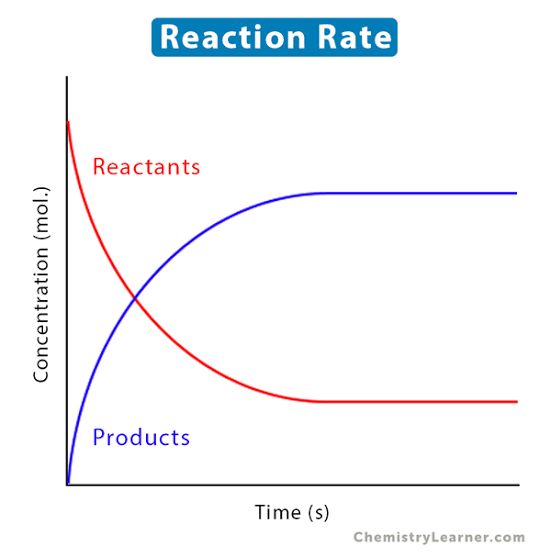 Reaction Rate
Reactants
Concentration (mol.)
Products
Time (s)
ChemistryLearner.com